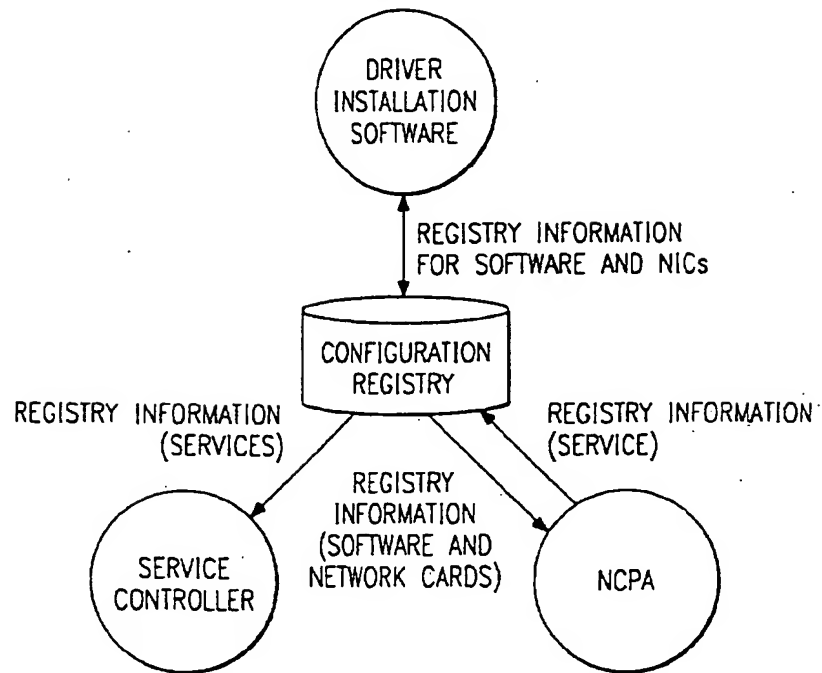 DRIVER
INSTALLATION
SOFTWARE
REGISTRY INFORMATION
FOR SOFTWARE AND NICs
CONFIGURATION
REGISTRY
REGISTRY INFORMATION
(SERVICES)
REGISTRY INFORMATION
(SERVICE)
REGISTRY
INFORMATION
(SOFTWARE AND
NETWORK CARDS)
SERVICE
CONTROLLER
NCPA